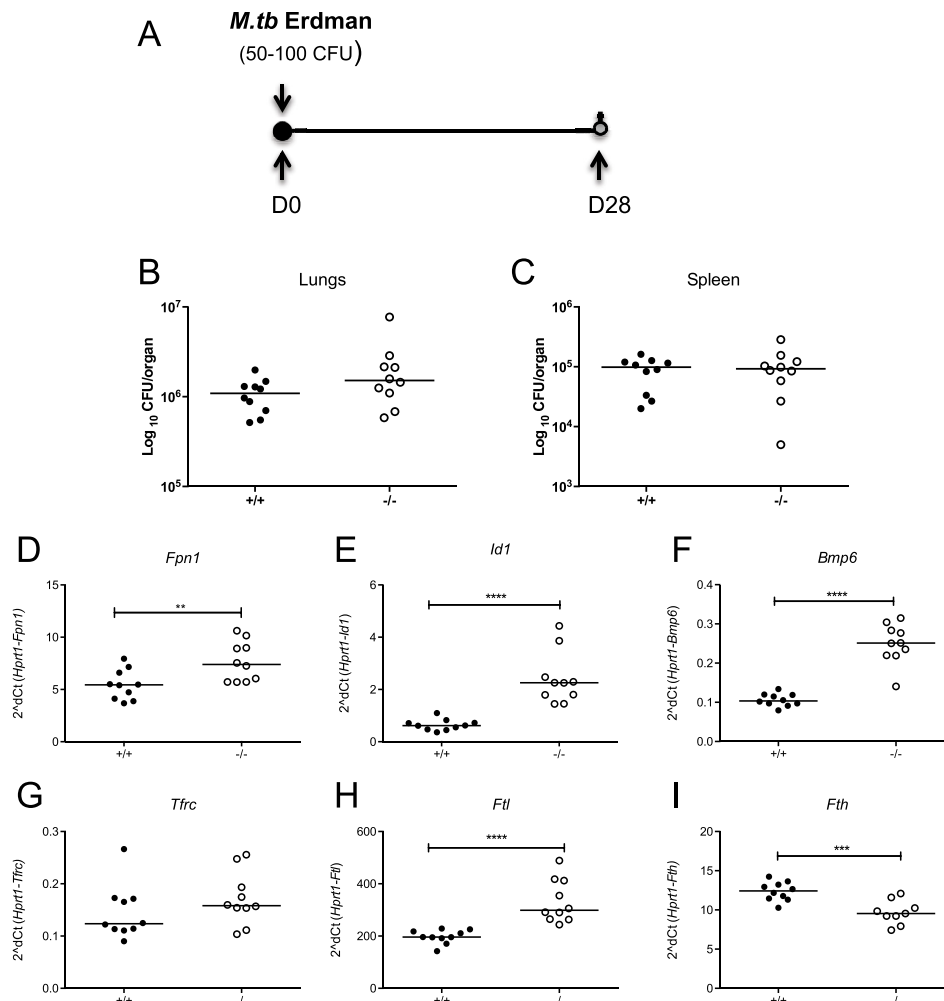 A
M.tb Erdman
(50-100 CFU)
D0
D28
B
Lungs
Log 10 CFU/organ
10^7
10^6
10^5
+/+
-/-
C
Spleen
Log 10 CFU/organ
10^6
10^5
10^4
10^3
+/+
-/-
D
Fpn1
2^dCt (Hprt1-Fpn1)
15
10
5
0
**
+/+
-/-
E
Id1
2^dCt (Hprt1-Id1)
6
4
2
0
****
+/+
-/-
F
Bmp6
2^dCt (Hprt1-Bmp6)
0.4
0.3
0.2
0.1
0.0
****
+/+
-/-
G
Tfrc
2^dCt (Hprt1-Tfrc)
0.3
0.2
0.1
0.0
+/+
-/-
H
Ftl
2^dCt (Hprt1-Ftl)
600
400
200
0
****
+/+
-/-
I
Fth
2^dCt (Hprt1-Fth)
20
15
10
5
0
***
+/+
-/-